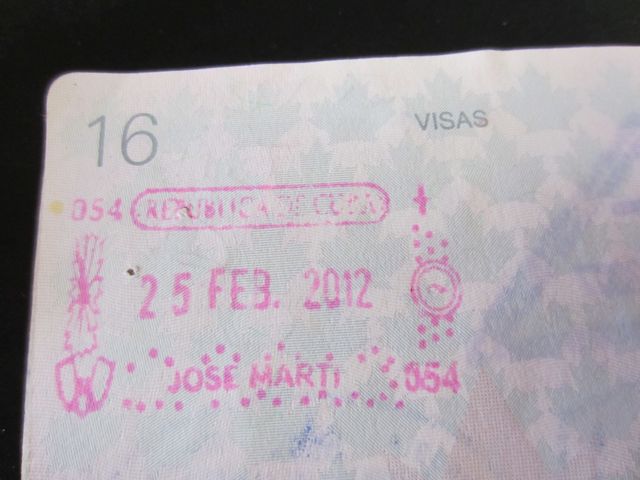 16
VISAS
054 REPUBLICA DE CUBA
25 FEB. 2012
JOSE MARTI 054